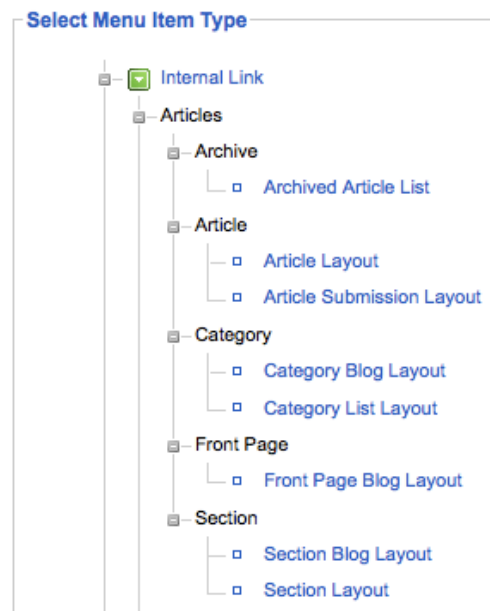 Select Menu Item Type
Internal Link
Articles
Archive
Archived Article List
Article
Article Layout
Article Submission Layout
Category
Category Blog Layout
Category List Layout
Front Page
Front Page Blog Layout
Section
Section Blog Layout
Section Layout